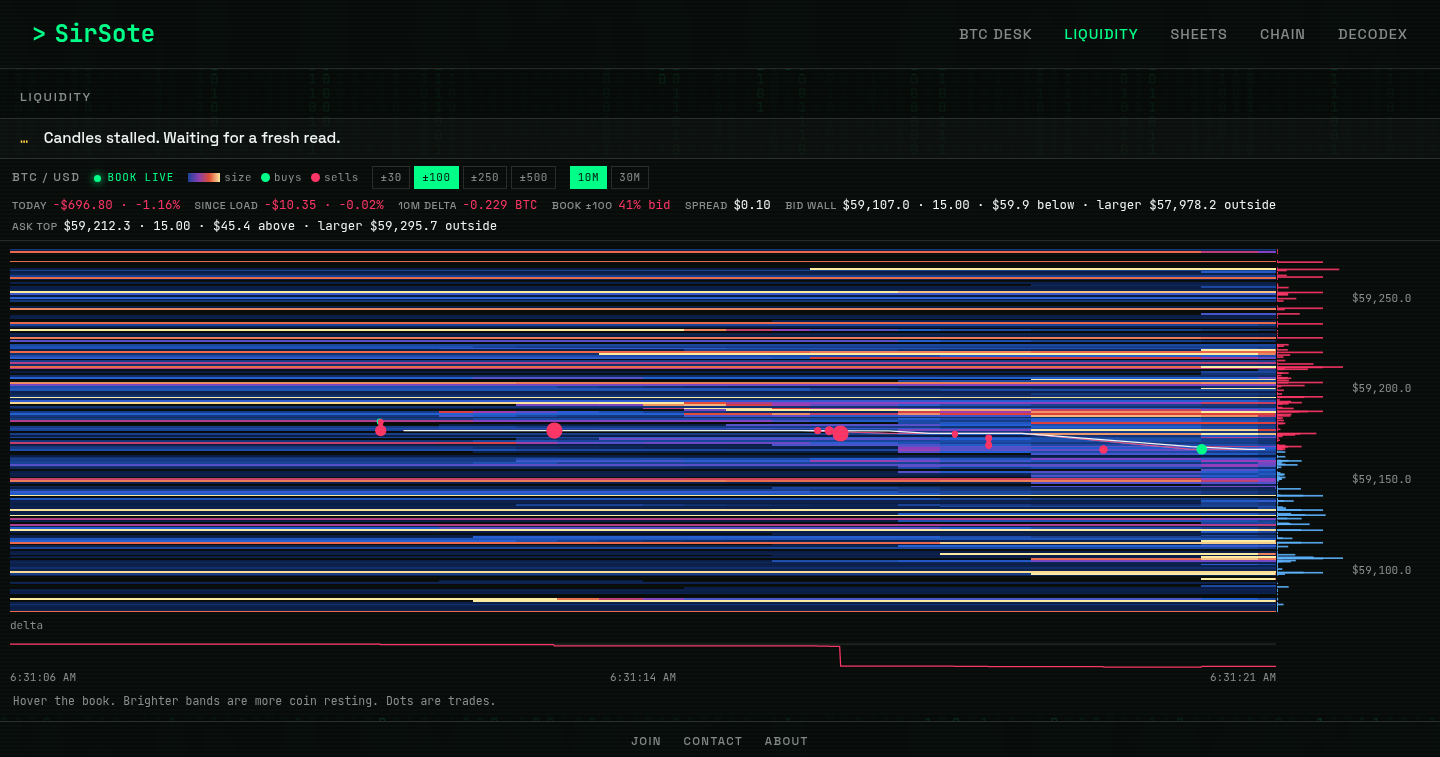 > SirSote
BTC DESK LIQUIDITY SHEETS CHAIN DECODEX
LIQUIDITY
… Candles stalled. Waiting for a fresh read.
BTC / USD BOOK LIVE size buys sells ±30 ±100 ±250 ±500 10M 30M
TODAY -$696.80 · -1.16% SINCE LOAD -$10.35 · -0.02% 10M DELTA -0.229 BTC BOOK ±100 41% bid SPREAD $0.10 BID WALL $59,107.0 · 15.00 · $59.9 below · larger $57,978.2 outside
ASK TOP $59,212.3 · 15.00 · $45.4 above · larger $59,295.7 outside
$59,250.0
$59,200.0
$59,150.0
$59,100.0
delta
6:31:06 AM 6:31:14 AM 6:31:21 AM
Hover the book. Brighter bands are more coin resting. Dots are trades.
JOIN CONTACT ABOUT